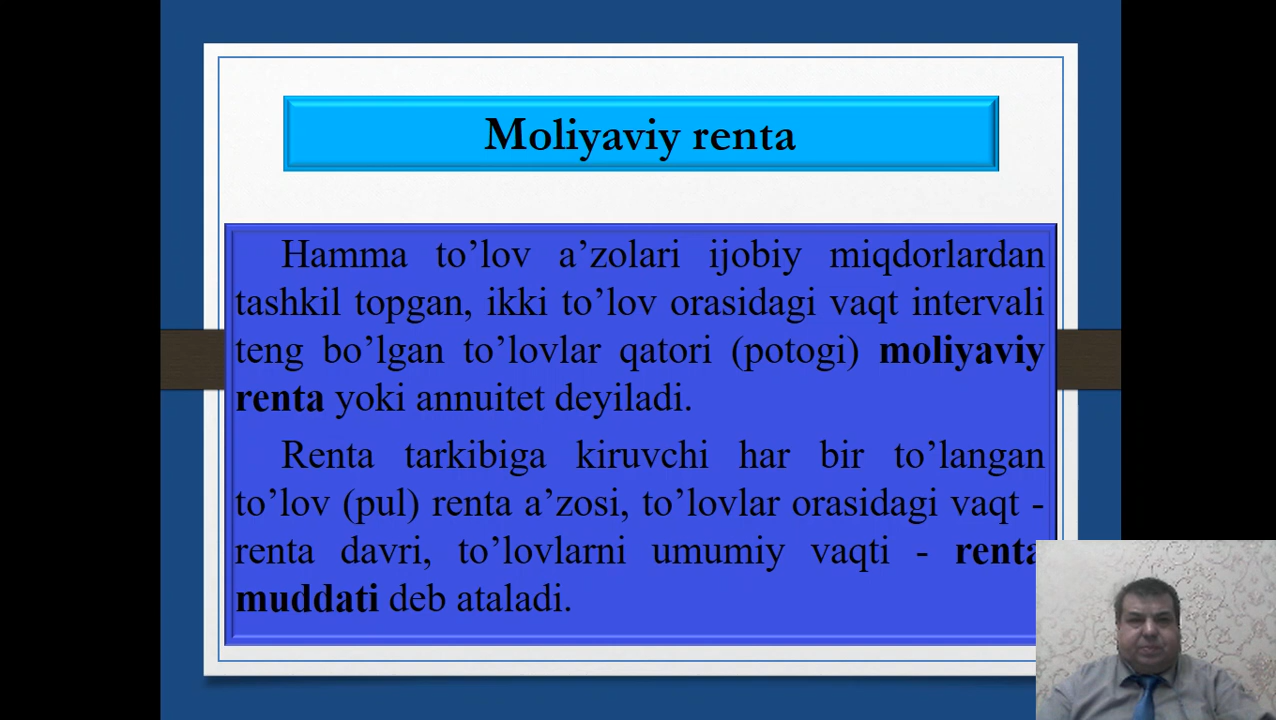 Moliyaviy renta
Hamma to’lov a’zolari ijobiy miqdorlardan
tashkil topgan, ikki to’lov orasidagi vaqt intervali
teng bo’lgan to’lovlar qatori (potogi) moliyaviy
renta yoki annuitet deyiladi.
Renta tarkibiga kiruvchi har bir to’langan
to’lov (pul) renta a’zosi, to’lovlar orasidagi vaqt -
renta davri, to’lovlarni umumiy vaqti - renta
muddati deb ataladi.